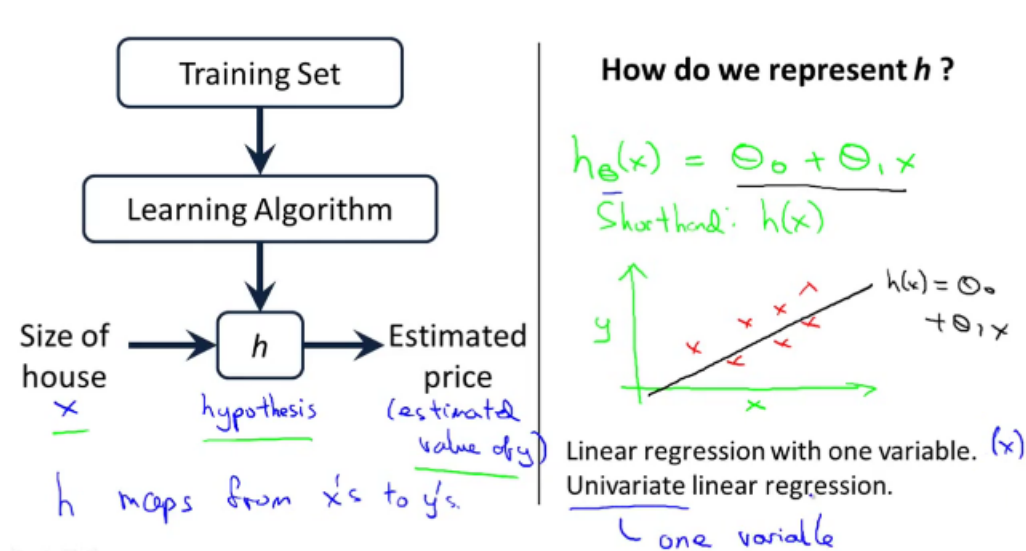 Training Set
Learning Algorithm
Size of
house
h
Estimated
price
x
hypothesis
(estimated
value of y)
h maps from x's to y's.
How do we represent h ?
hθ(x) = θ₀ + θ₁x
Shorthand: h(x)
y
x
h(x) = θ₀
+ θ₁x
Linear regression with one variable. (x)
Univariate linear regression.
one variable